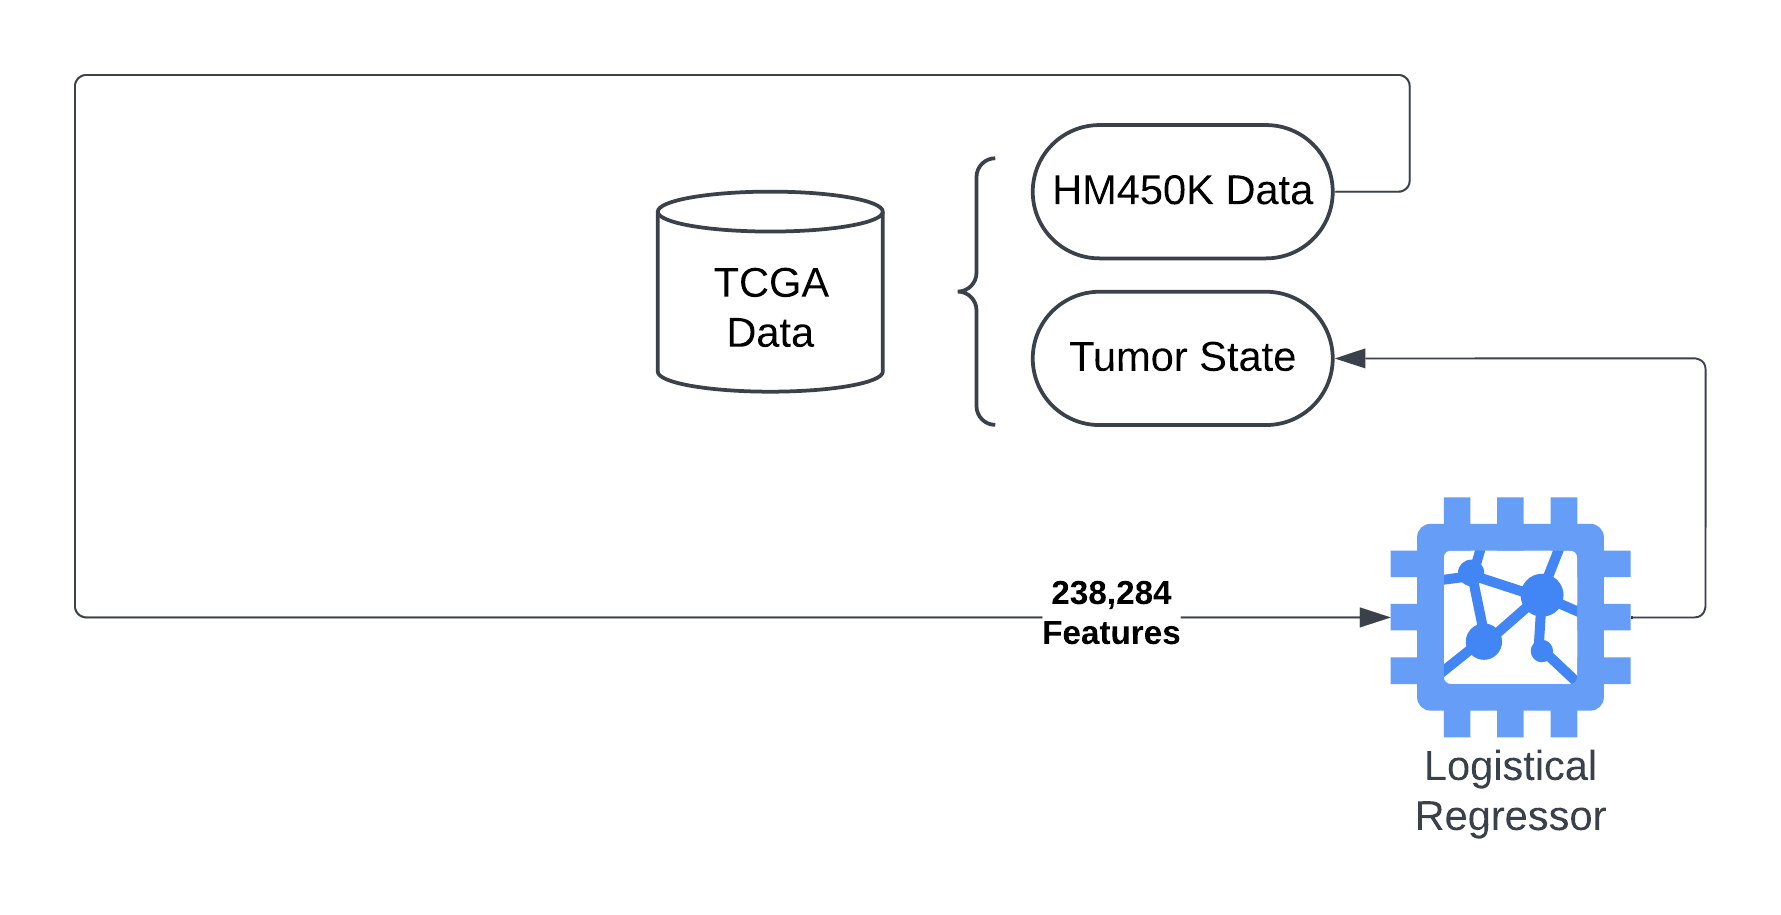 HM450K Data
TCGA
Data
Tumor State
238,284
Features
Logistical
Regressor